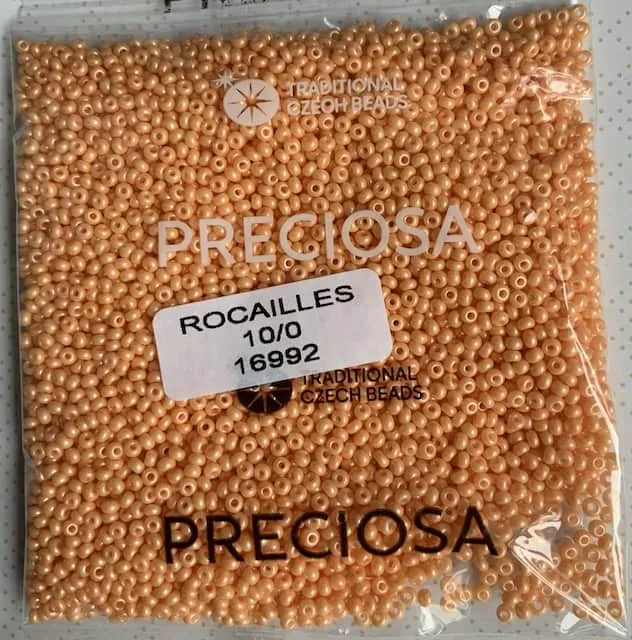 TRADITIONAL
CZECH BEADS
PRECIOSA
ROCAILLES
10/0
16992
TRADITIONAL
CZECH BEADS
PRECIOSA